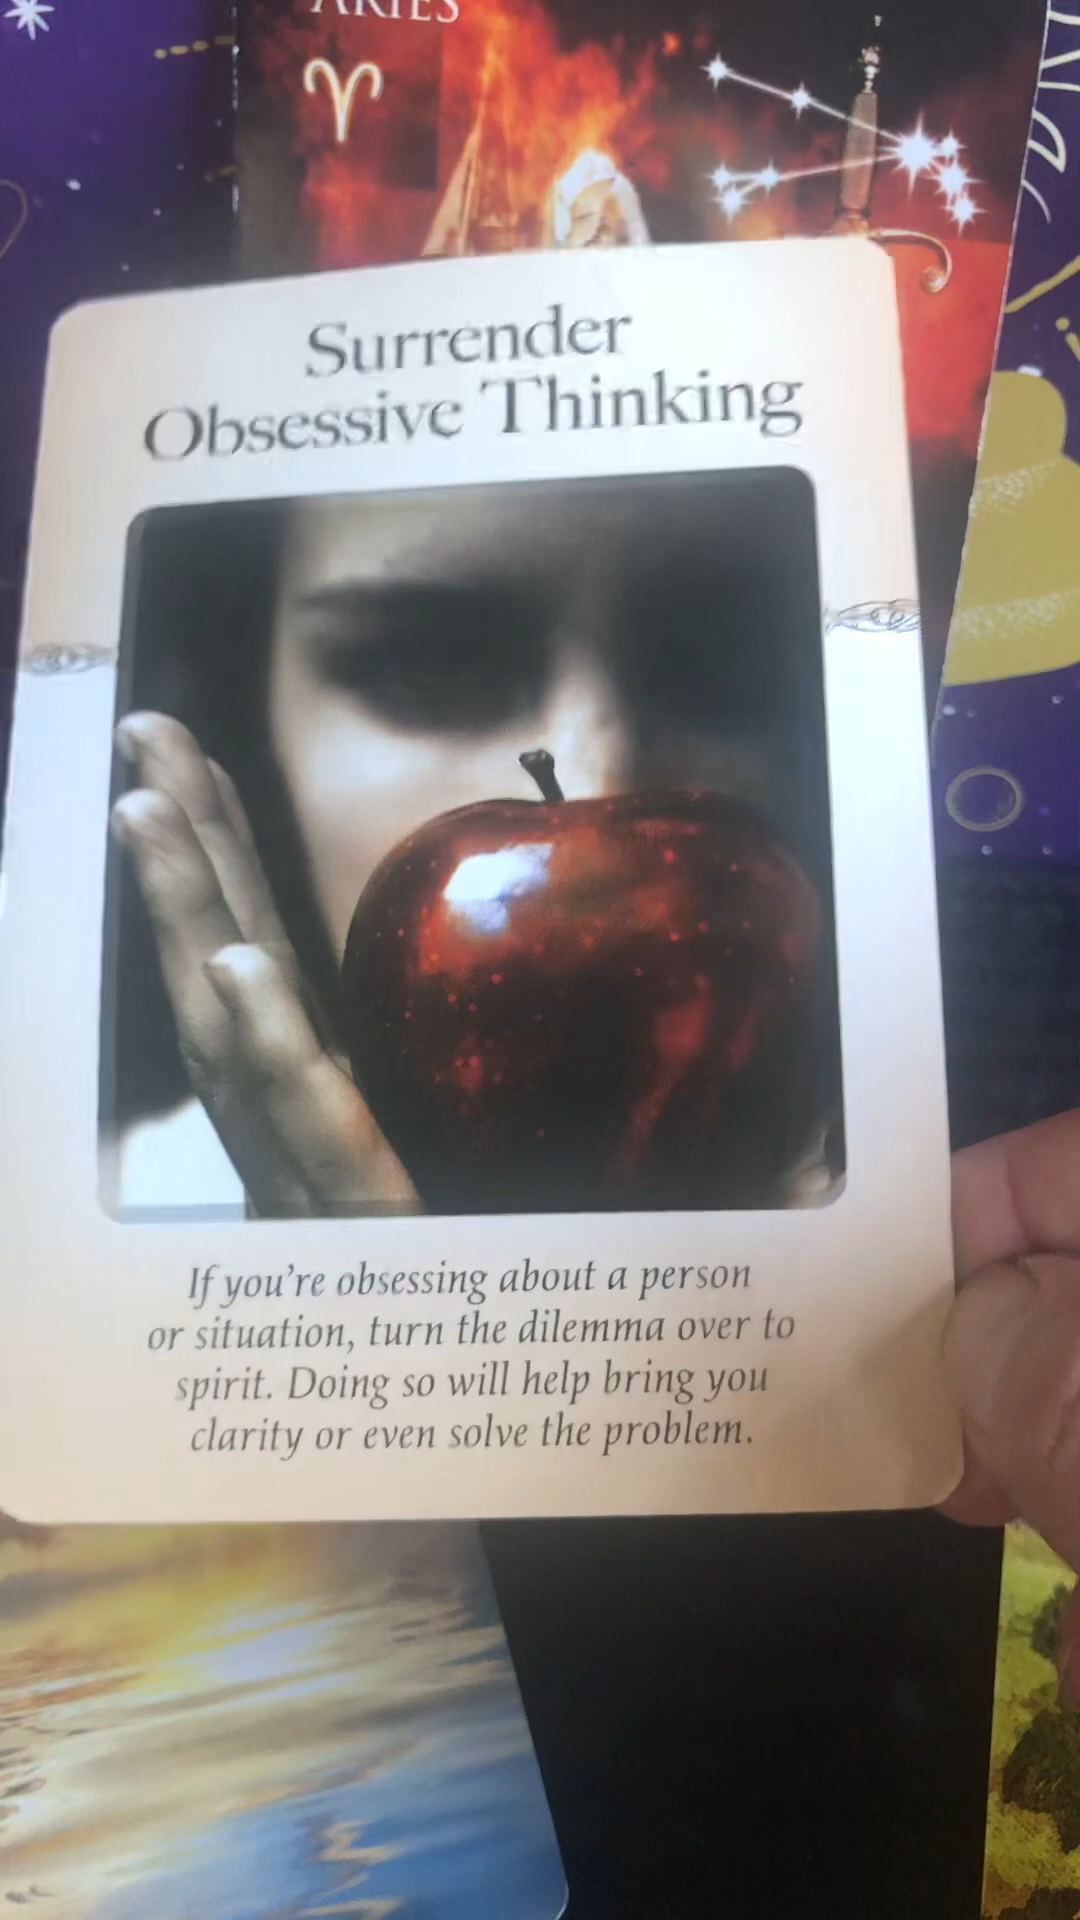 ARIES
Surrender
Obsessive Thinking
If you're obsessing about a person
or situation, turn the dilemma over to
spirit. Doing so will help bring you
clarity or even solve the problem.